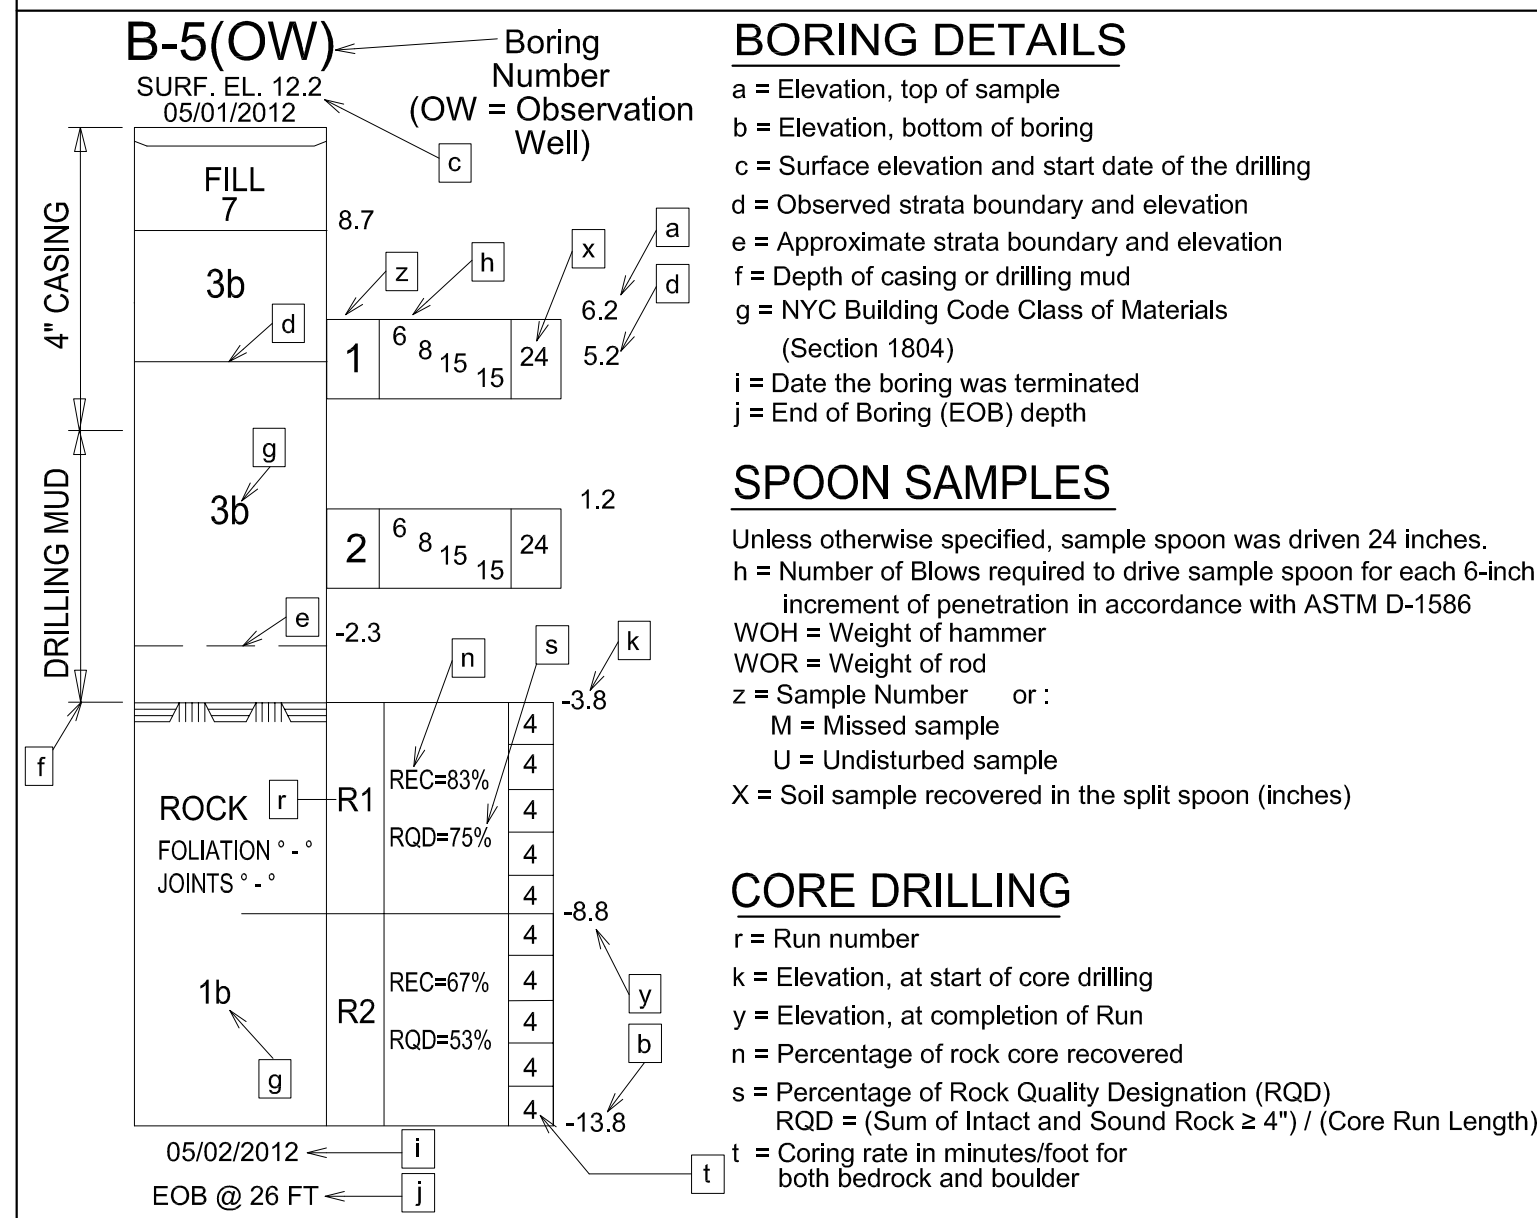 B-5(OW)
SURF. EL. 12.2
05/01/2012
Boring
Number
(OW = Observation
Well)
c
4" CASING
FILL
7
8.7
3b
z
h
x
a
6.2
d
d
1
6
8
15
15
24
5.2
DRILLING MUD
g
3b
1.2
2
6
8
15
15
24
e
-2.3
n
s
k
-3.8
f
ROCK
r
R1
FOLIATION ° - °
JOINTS ° - °
REC=83%
RQD=75%
4
4
4
4
4
-8.8
1b
g
R2
REC=67%
RQD=53%
4
4
4
4
4
y
b
-13.8
05/02/2012
i
t
EOB @ 26 FT
j
BORING DETAILS
a = Elevation, top of sample
b = Elevation, bottom of boring
c = Surface elevation and start date of the drilling
d = Observed strata boundary and elevation
e = Approximate strata boundary and elevation
f = Depth of casing or drilling mud
g = NYC Building Code Class of Materials
(Section 1804)
i = Date the boring was terminated
j = End of Boring (EOB) depth
SPOON SAMPLES
Unless otherwise specified, sample spoon was driven 24 inches.
h = Number of Blows required to drive sample spoon for each 6-inch
increment of penetration in accordance with ASTM D-1586
WOH = Weight of hammer
WOR = Weight of rod
z = Sample Number or :
M = Missed sample
U = Undisturbed sample
X = Soil sample recovered in the split spoon (inches)
CORE DRILLING
r = Run number
k = Elevation, at start of core drilling
y = Elevation, at completion of Run
n = Percentage of rock core recovered
s = Percentage of Rock Quality Designation (RQD)
RQD = (Sum of Intact and Sound Rock ≥ 4") / (Core Run Length)
t = Coring rate in minutes/foot for
both bedrock and boulder